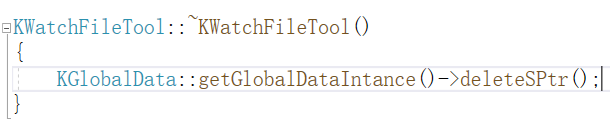 KWatchFileTool::~KWatchFileTool()
{
    KGlobalData::getGlobalDataIntance()->deleteSPtr();
}